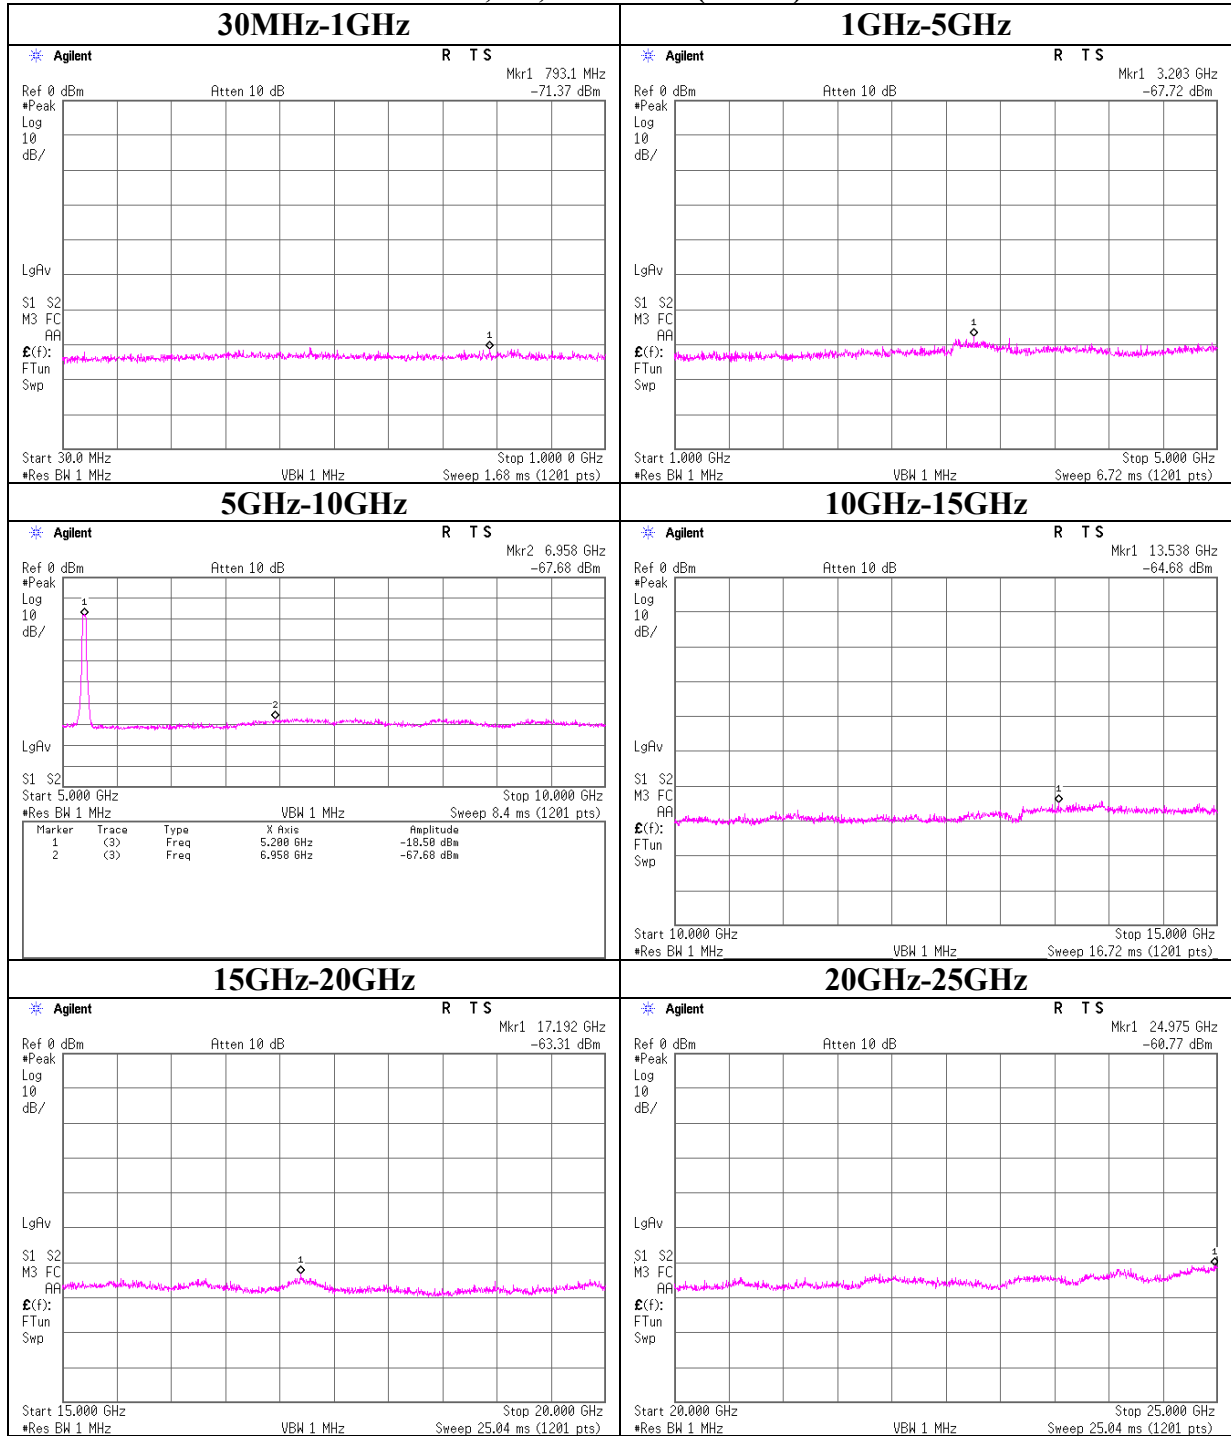 30MHz-1GHz
Agilent R T S
Mkr1 793.1 MHz
Ref 0 dBm Atten 10 dB -71.37 dBm
#Peak
Log
10
dB/
1
LgAv
S1 S2
M3 FC
AA
£(f):
FTun
Swp
Start 30.0 MHz Stop 1.000 0 GHz
#Res BW 1 MHz VBW 1 MHz Sweep 1.68 ms (1201 pts)
1GHz-5GHz
Agilent R T S
Mkr1 3.203 GHz
Ref 0 dBm Atten 10 dB -67.72 dBm
#Peak
Log
10
dB/
1
LgAv
S1 S2
M3 FC
AA
£(f):
FTun
Swp
Start 1.000 GHz Stop 5.000 GHz
#Res BW 1 MHz VBW 1 MHz Sweep 6.72 ms (1201 pts)
5GHz-10GHz
Agilent R T S
Mkr2 6.958 GHz
Ref 0 dBm Atten 10 dB -67.68 dBm
#Peak
Log
10
dB/
1
2
LgAv
S1 S2
Start 5.000 GHz Stop 10.000 GHz
#Res BW 1 MHz VBW 1 MHz Sweep 8.4 ms (1201 pts)
Marker Trace Type X Axis Amplitude
1 (3) Freq 5.200 GHz -18.50 dBm
2 (3) Freq 6.958 GHz -67.68 dBm
10GHz-15GHz
Agilent R T S
Mkr1 13.538 GHz
Ref 0 dBm Atten 10 dB -64.68 dBm
#Peak
Log
10
dB/
1
LgAv
S1 S2
M3 FC
AA
£(f):
FTun
Swp
Start 10.000 GHz Stop 15.000 GHz
#Res BW 1 MHz VBW 1 MHz Sweep 16.72 ms (1201 pts)
15GHz-20GHz
Agilent R T S
Mkr1 17.192 GHz
Ref 0 dBm Atten 10 dB -63.31 dBm
#Peak
Log
10
dB/
1
LgAv
S1 S2
M3 FC
AA
£(f):
FTun
Swp
Start 15.000 GHz Stop 20.000 GHz
#Res BW 1 MHz VBW 1 MHz Sweep 25.04 ms (1201 pts)
20GHz-25GHz
Agilent R T S
Mkr1 24.975 GHz
Ref 0 dBm Atten 10 dB -60.77 dBm
#Peak
Log
10
dB/
1
LgAv
S1 S2
M3 FC
AA
£(f):
FTun
Swp
Start 20.000 GHz Stop 25.000 GHz
#Res BW 1 MHz VBW 1 MHz Sweep 25.04 ms (1201 pts)